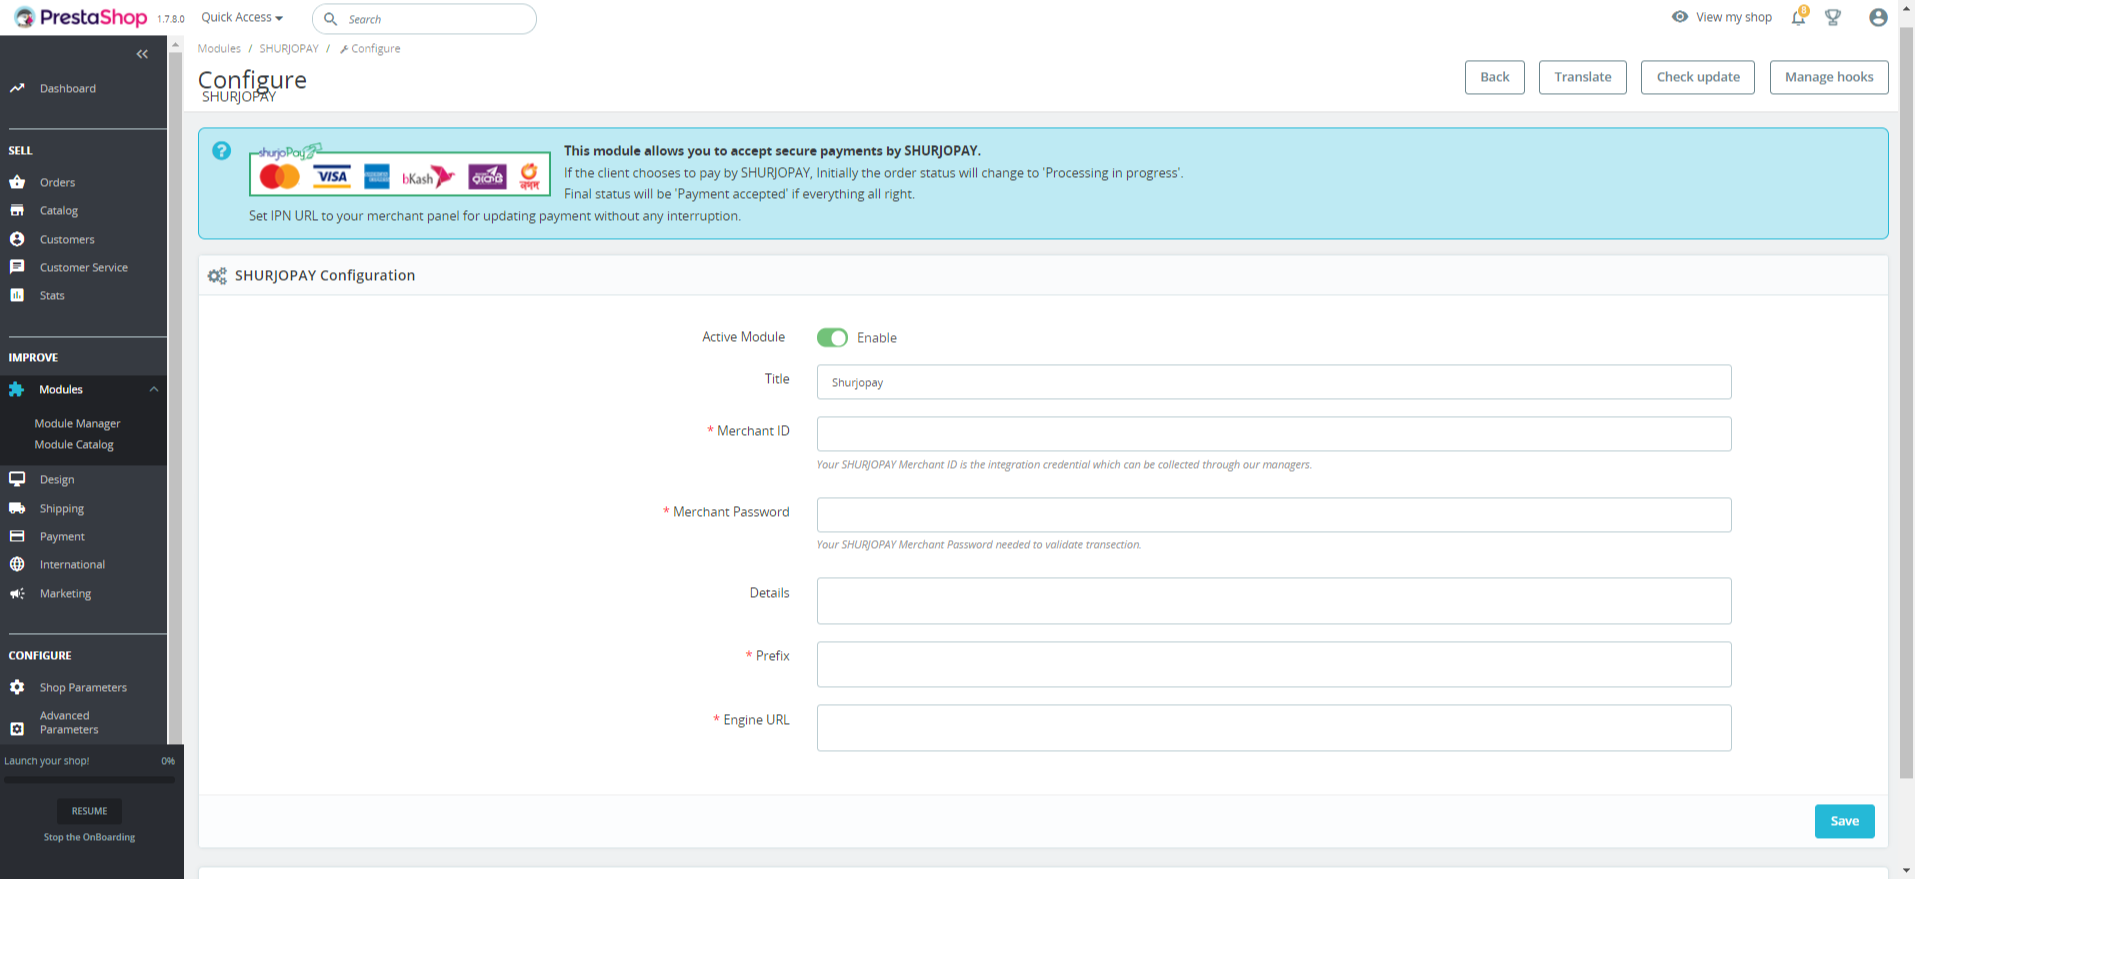 PrestaShop 1.7.8.0 Quick Access Search View my shop 8
Modules / SHURJOPAY / Configure
Configure
SHURJOPAY
Back Translate Check update Manage hooks
Dashboard
SELL
Orders
Catalog
Customers
Customer Service
Stats
IMPROVE
Modules
Module Manager
Module Catalog
Design
Shipping
Payment
International
Marketing
CONFIGURE
Shop Parameters
Advanced
Parameters
Launch your shop! 0%
RESUME
Stop the OnBoarding
?
shurjoPay
VISA bKash নগদ
This module allows you to accept secure payments by SHURJOPAY.
If the client chooses to pay by SHURJOPAY, Initially the order status will change to 'Processing in progress'.
Final status will be 'Payment accepted' if everything all right.
Set IPN URL to your merchant panel for updating payment without any interruption.
SHURJOPAY Configuration
Active Module Enable
Title Shurjopay
* Merchant ID
Your SHURJOPAY Merchant ID is the integration credential which can be collected through our managers.
* Merchant Password
Your SHURJOPAY Merchant Password needed to validate transection.
Details
* Prefix
* Engine URL
Save